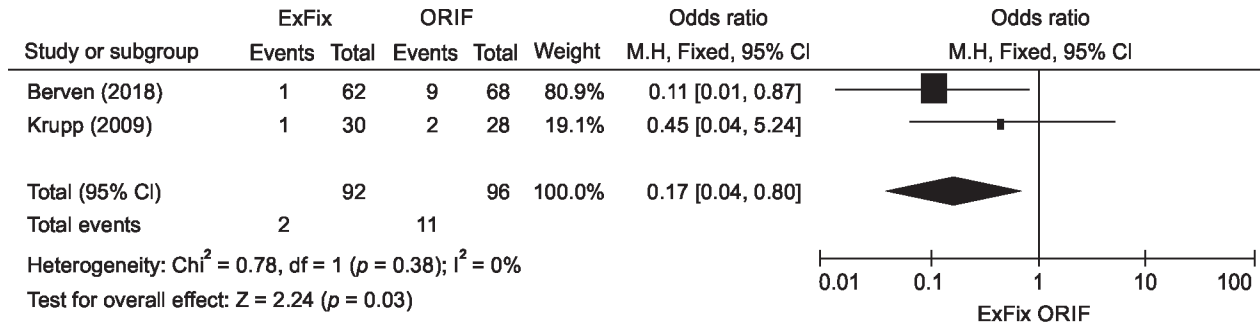 ExFix ORIF Odds ratio Odds ratio
Study or subgroup Events Total Events Total Weight M.H, Fixed, 95% CI M.H, Fixed, 95% CI
Berven (2018) 1 62 9 68 80.9% 0.11 [0.01, 0.87]
Krupp (2009) 1 30 2 28 19.1% 0.45 [0.04, 5.24]
Total (95% CI) 92 96 100.0% 0.17 [0.04, 0.80]
Total events 2 11
Heterogeneity: Chi² = 0.78, df = 1 (p = 0.38); I² = 0%
Test for overall effect: Z = 2.24 (p = 0.03)
0.01 0.1 1 10 100
ExFix ORIF